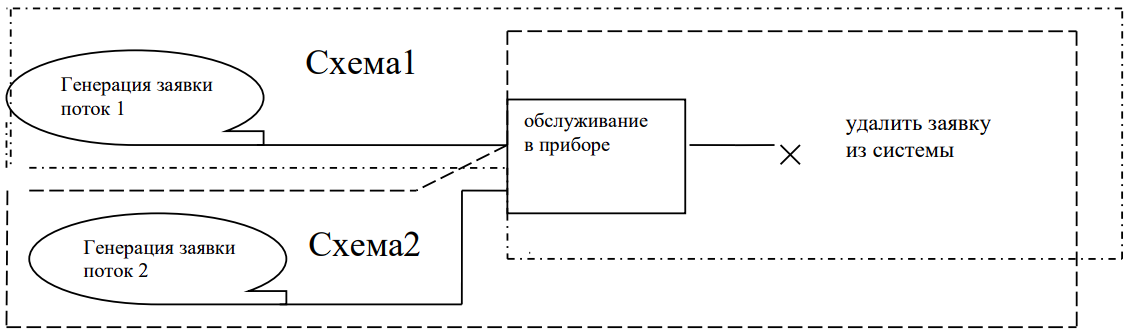 Схема1
Генерация заявки
поток 1
обслуживание
в приборе
удалить заявку
из системы
Схема2
Генерация заявки
поток 2